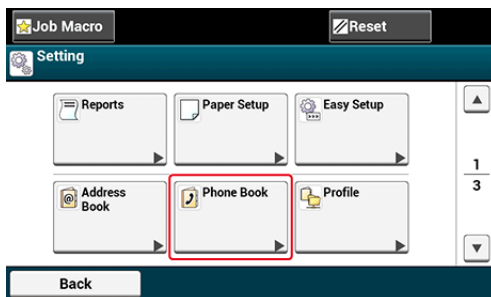 Job Macro
Reset
Setting
Reports
Paper Setup
Easy Setup
Address
Book
Phone Book
Profile
1
3
Back